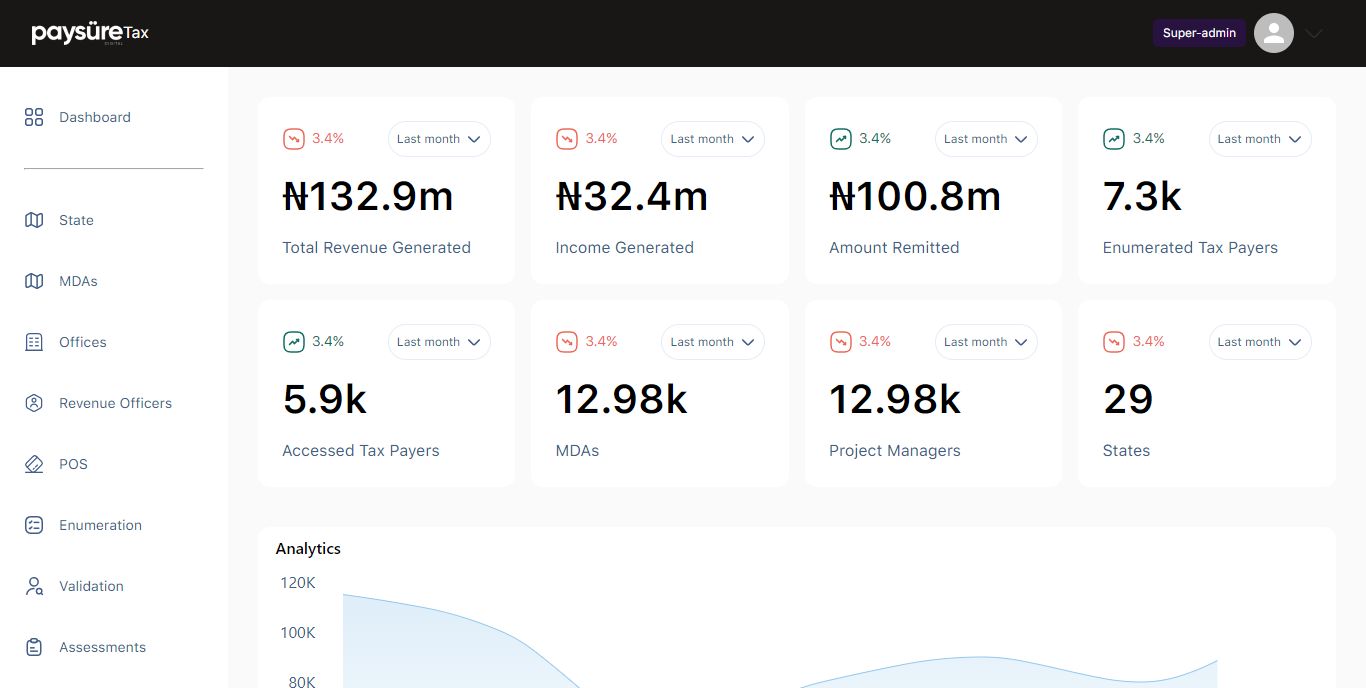 paysüreTax
DIGITAL
Super-admin
Dashboard
State
MDAs
Offices
Revenue Officers
POS
Enumeration
Validation
Assessments
3.4% Last month
₦132.9m
Total Revenue Generated
3.4% Last month
₦32.4m
Income Generated
3.4% Last month
₦100.8m
Amount Remitted
3.4% Last month
7.3k
Enumerated Tax Payers
3.4% Last month
5.9k
Accessed Tax Payers
3.4% Last month
12.98k
MDAs
3.4% Last month
12.98k
Project Managers
3.4% Last month
29
States
Analytics
120K
100K
80K